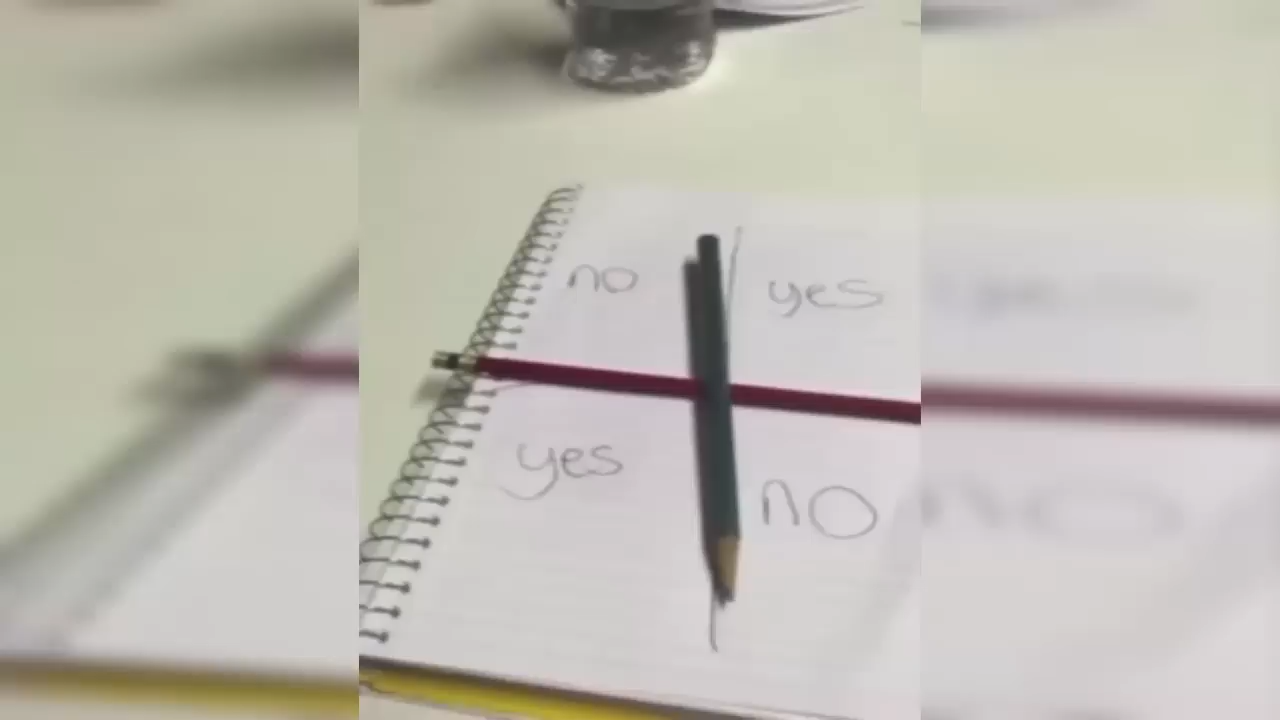 no yes
yes no